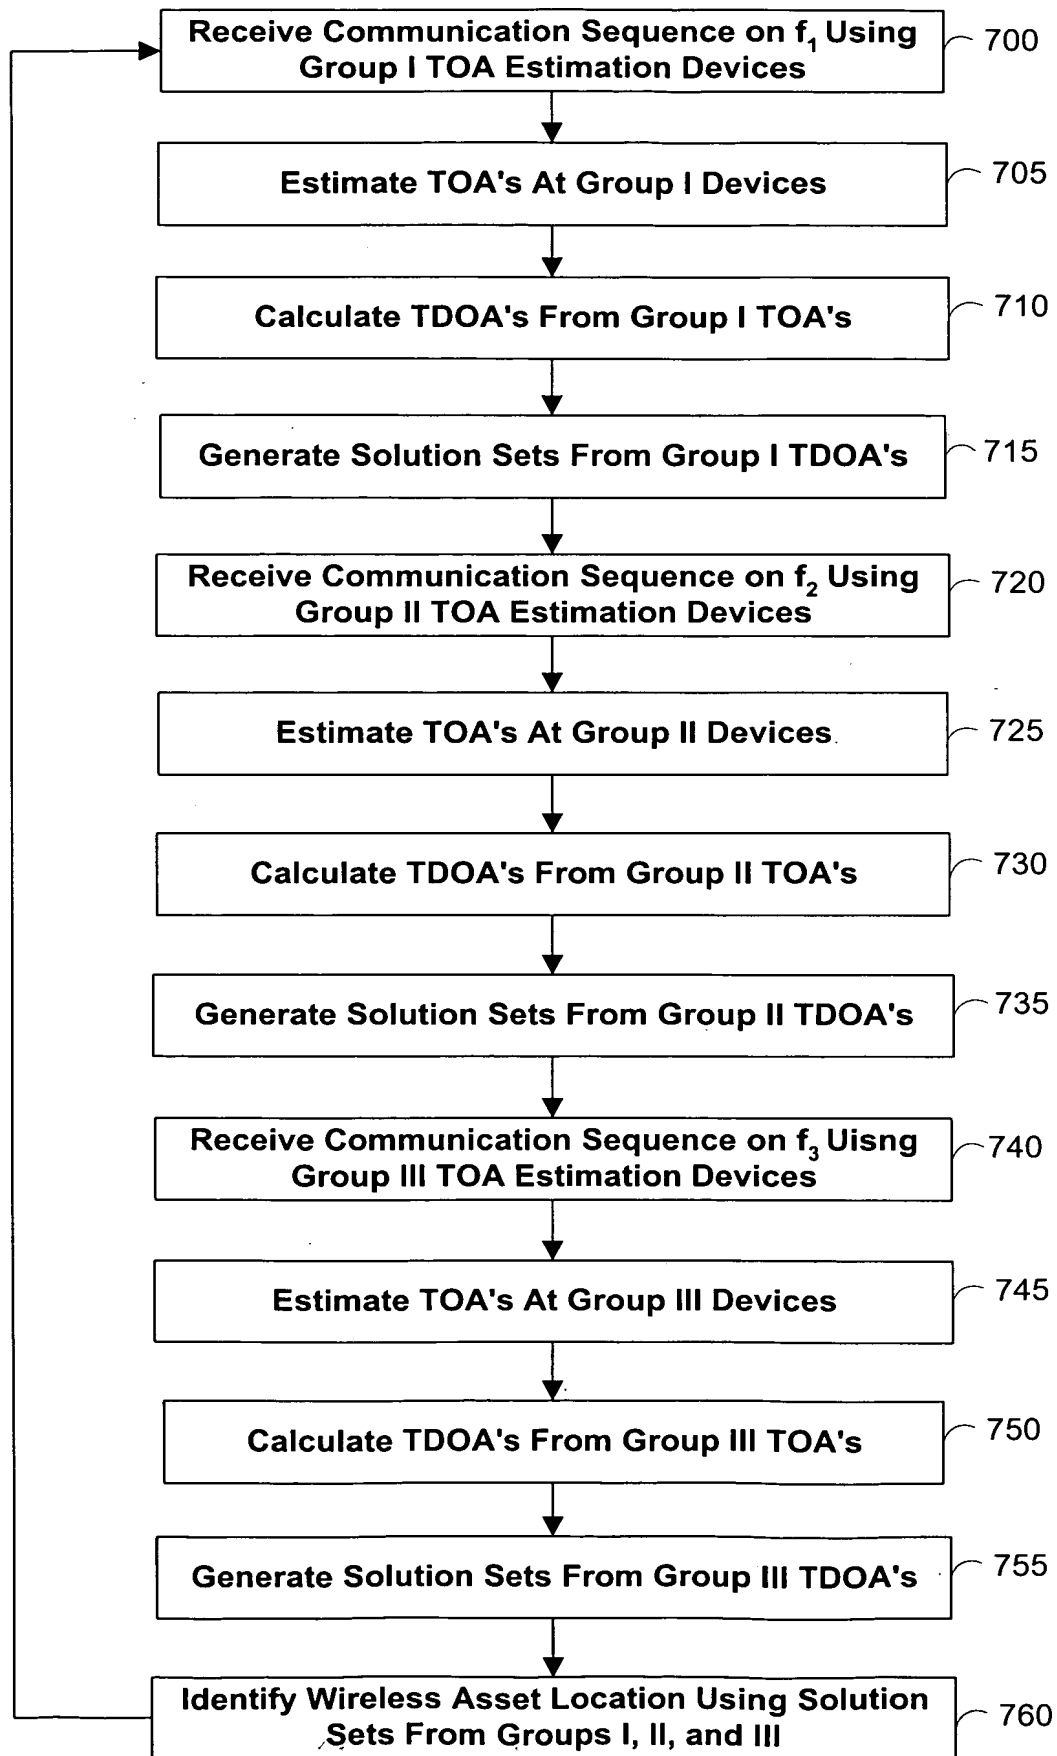 Receive Communication Sequence on f1 Using
Group I TOA Estimation Devices
700
Estimate TOA's At Group I Devices
705
Calculate TDOA's From Group I TOA's
710
Generate Solution Sets From Group I TDOA's
715
Receive Communication Sequence on f2 Using
Group II TOA Estimation Devices
720
Estimate TOA's At Group II Devices
725
Calculate TDOA's From Group II TOA's
730
Generate Solution Sets From Group II TDOA's
735
Receive Communication Sequence on f3 Uisng
Group III TOA Estimation Devices
740
Estimate TOA's At Group III Devices
745
Calculate TDOA's From Group III TOA's
750
Generate Solution Sets From Group III TDOA's
755
Identify Wireless Asset Location Using Solution
Sets From Groups I, II, and III
760